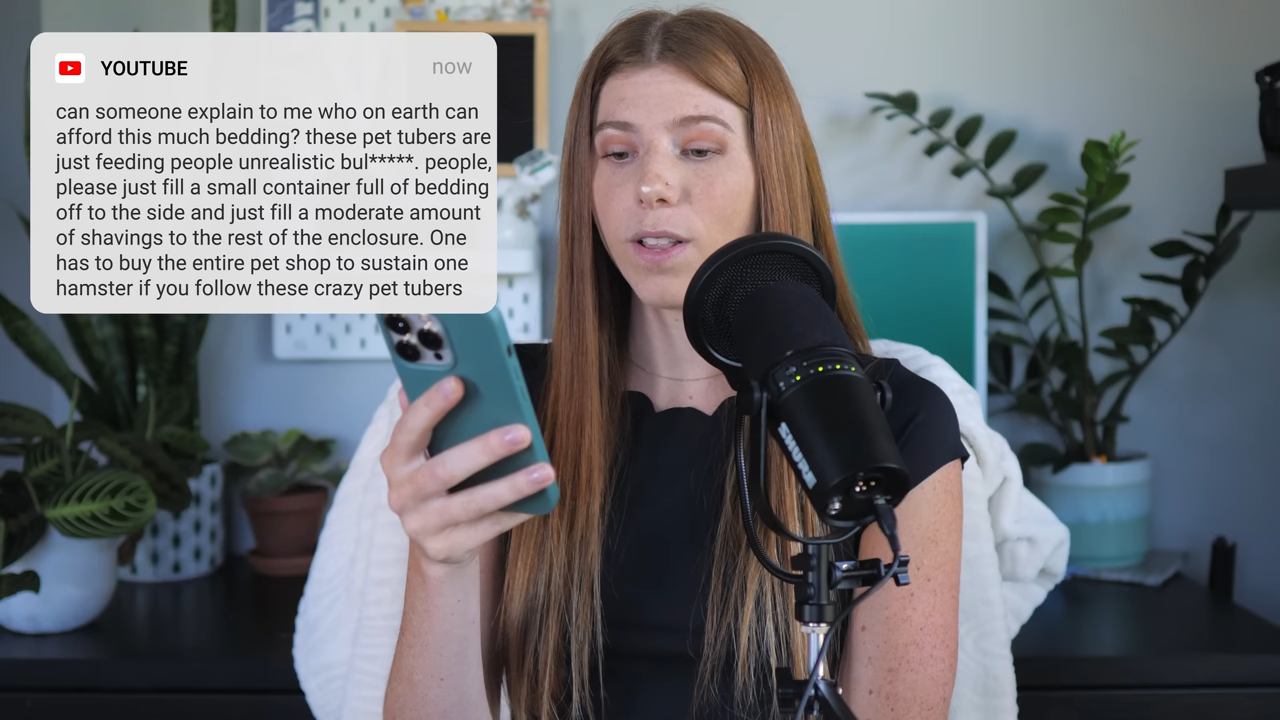 YOUTUBE
now
can someone explain to me who on earth can
afford this much bedding? these pet tubers are
just feeding people unrealistic bul*****. people,
please just fill a small container full of bedding
off to the side and just fill a moderate amount
of shavings to the rest of the enclosure. One
has to buy the entire pet shop to sustain one
hamster if you follow these crazy pet tubers
SHURE